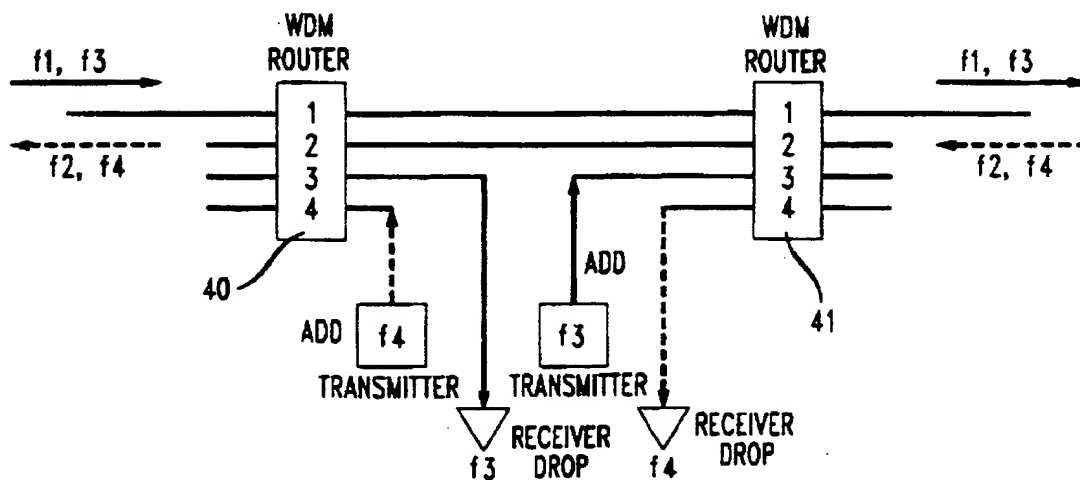 WDM
ROUTER
WDM
ROUTER
f1, f3
f1, f3
1
2
3
4
1
2
3
4
f2, f4
f2, f4
40
41
ADD
f4
TRANSMITTER
f3
ADD
TRANSMITTER
RECEIVER
DROP
f3
RECEIVER
DROP
f4